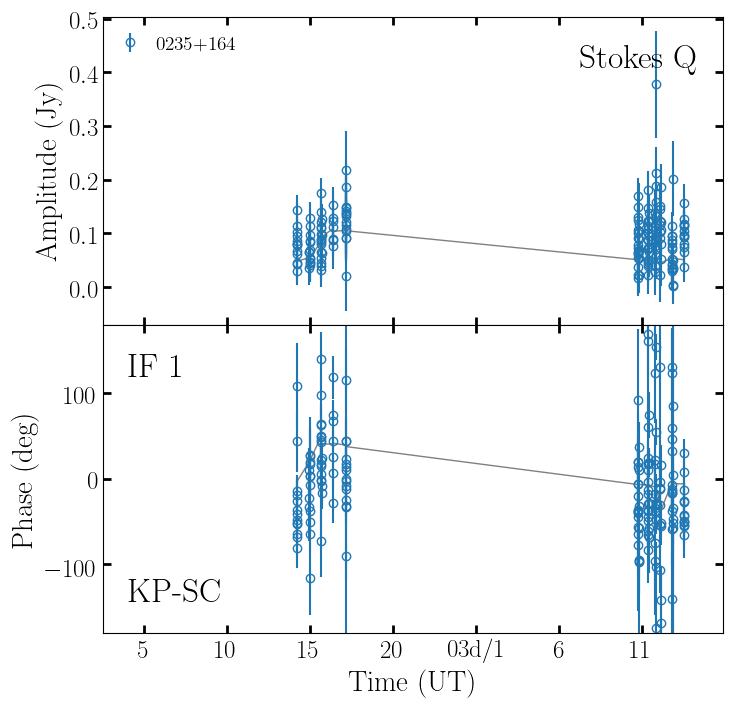 0.5
0235+164
Stokes Q
0.4
0.3
0.2
0.1
0.0
Amplitude (Jy)
IF 1
100
0
−100
Phase (deg)
KP-SC
5 10 15 20 03d/1 6 11
Time (UT)